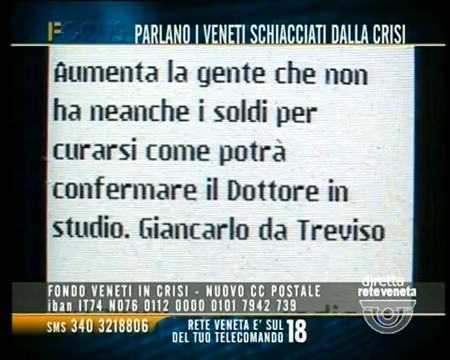 FOCUS
PARLANO I VENETI SCHIACCIATI DALLA CRISI
Aumenta la gente che non
ha neanche i soldi per
curarsi come potrà
confermare il Dottore in
studio. Giancarlo da Treviso
FONDO VENETI IN CRISI - NUOVO CC POSTALE
iban IT74 N076 0112 0000 0101 7942 739
diretta
reteveneta
SMS 340 3218806
RETE VENETA E' SUL
DEL TUO TELECOMANDO 18